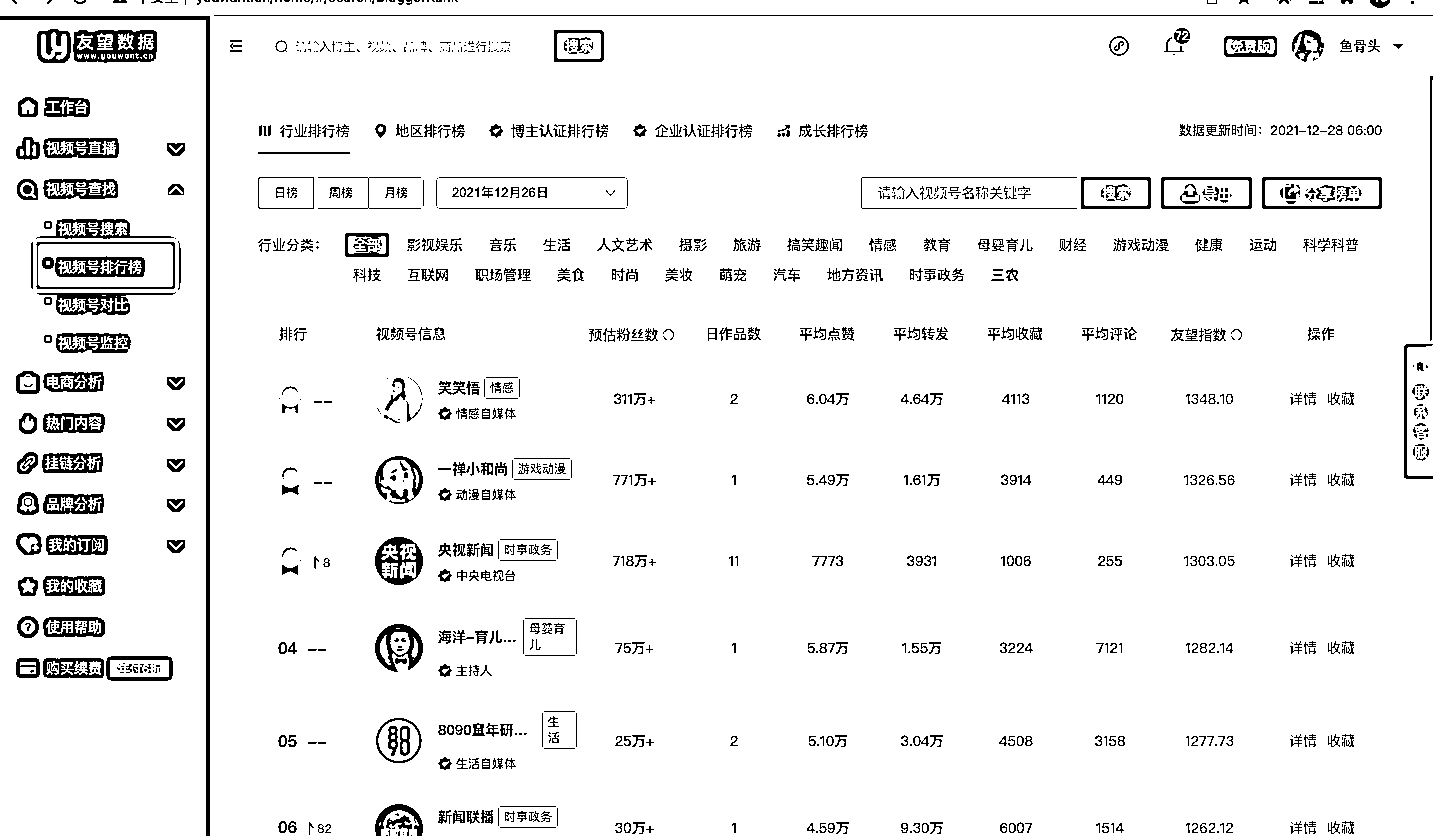 友望数据
www.youwant.cn
搜索
72
免费版
鱼骨头
工作台
视频号直播
视频号查找
视频号搜索
视频号排行榜
视频号对比
视频号监控
电商分析
热门内容
挂链分析
品牌分析
我的订阅
我的收藏
使用帮助
购买续费
行业排行榜 地区排行榜 博主认证排行榜 企业认证排行榜 成长排行榜
数据更新时间：2021-12-28 06:00
日榜 周榜 月榜 2021年12月26日
请输入视频号名称关键字 搜索 导出 分享榜单
行业分类： 全部 影视娱乐 音乐 生活 人文艺术 摄影 旅游 搞笑趣闻 情感 教育 母婴育儿 财经 游戏动漫 健康 运动 科学科普
科技 互联网 职场管理 美食 时尚 美妆 萌宠 汽车 地方资讯 时事政务 三农
排行 视频号信息 预估粉丝数 日作品数 平均点赞 平均转发 平均收藏 平均评论 友望指数 操作
-- 笑笑悟 情感 311万+ 2 6.04万 4.64万 4113 1120 1348.10 详情 收藏
情感自媒体
-- 一禅小和尚 游戏动漫 771万+ 1 5.49万 1.61万 3914 449 1326.56 详情 收藏
动漫自媒体
8 央视新闻 央视新闻 时事政务 718万+ 11 7773 3931 1006 255 1303.05 详情 收藏
中央电视台
04 -- 海洋-育儿... 母婴育儿 75万+ 1 5.87万 1.55万 3224 7121 1282.14 详情 收藏
主持人
05 -- 8090童年研... 生活 25万+ 2 5.10万 3.04万 4508 3158 1277.73 详情 收藏
生活自媒体
06 82 新闻联播 时事政务 30万+ 1 4.59万 9.30万 6007 1514 1262.12 详情 收藏
联系客服